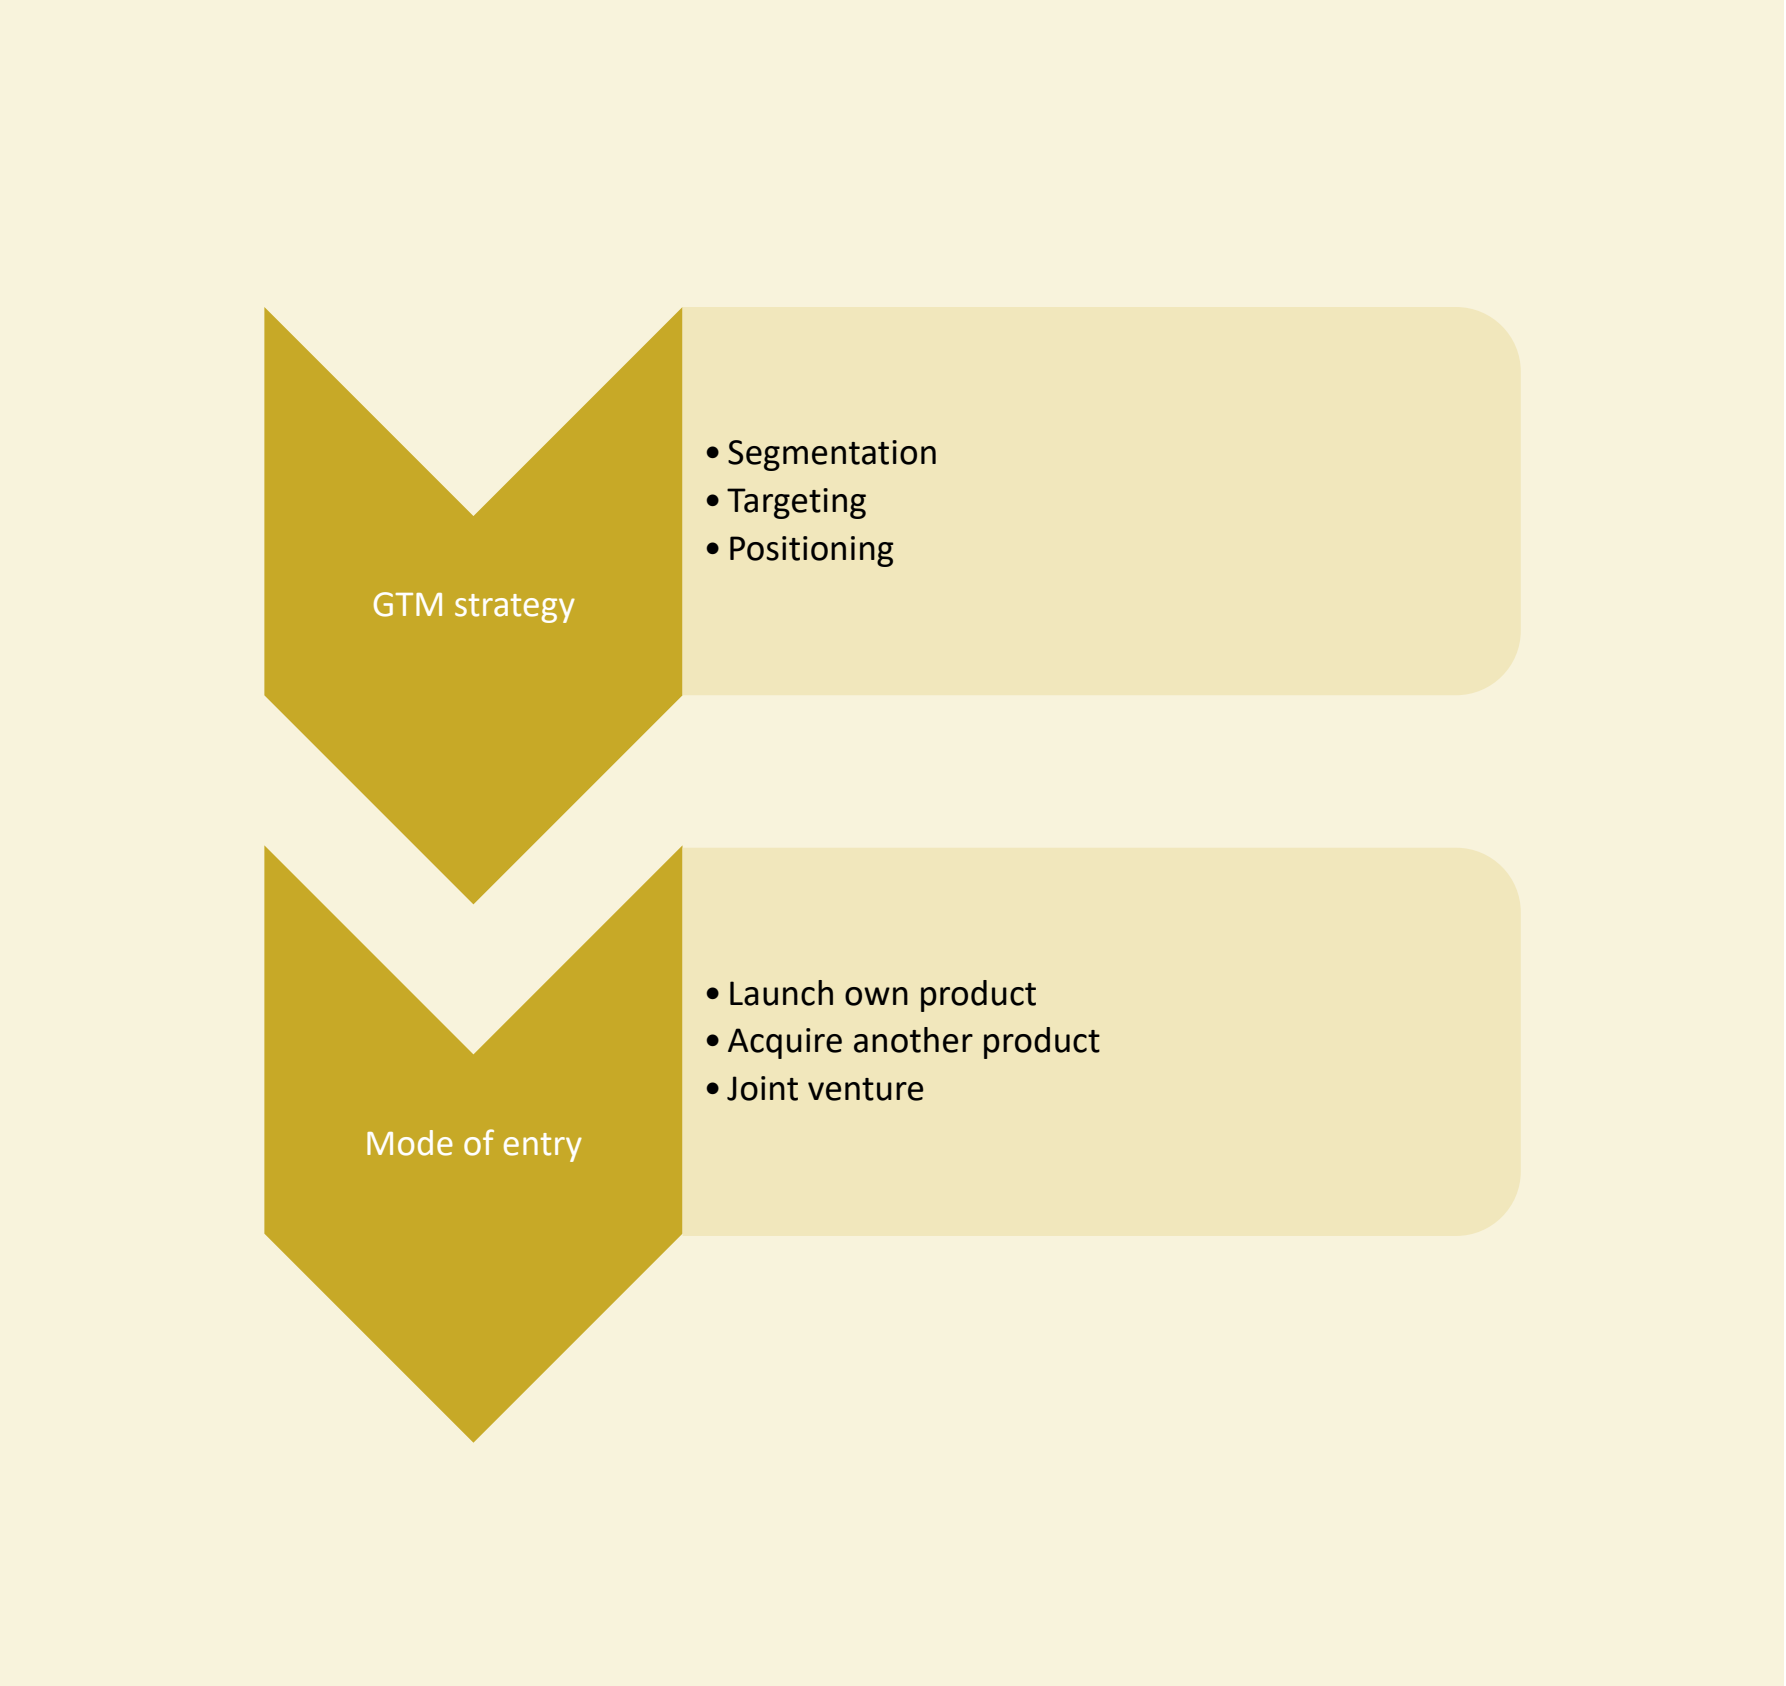 GTM strategy
• Segmentation
• Targeting
• Positioning
Mode of entry
• Launch own product
• Acquire another product
• Joint venture